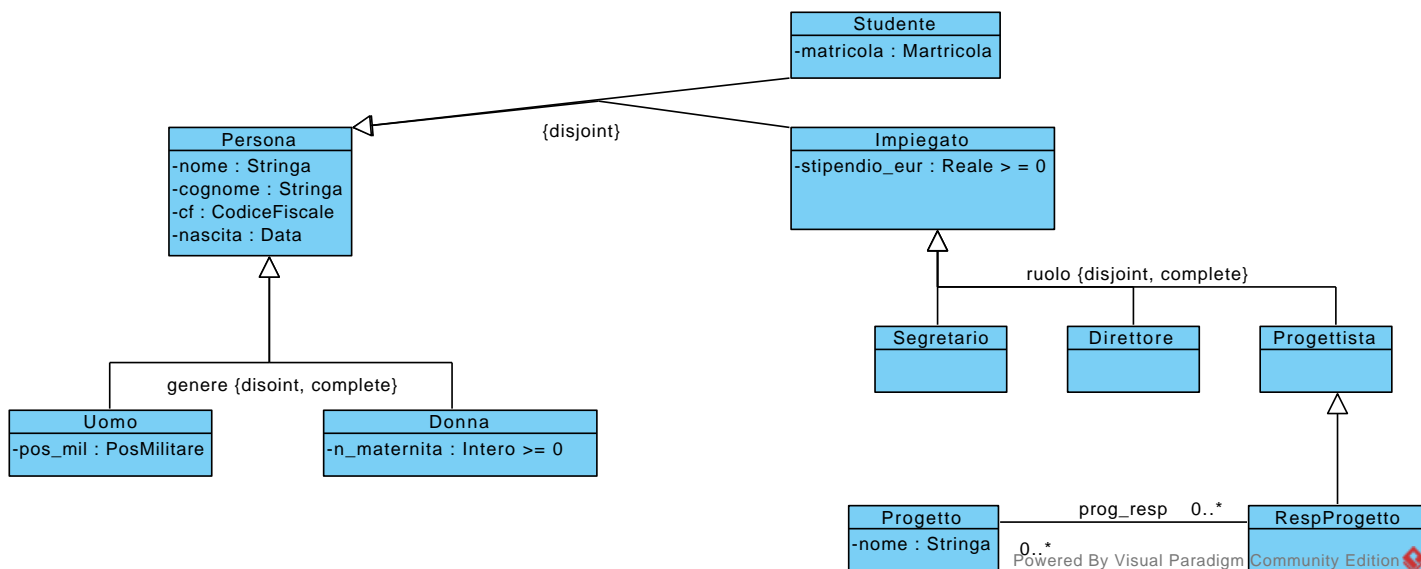 Studente
-matricola : Martricola
{disjoint}
Persona
-nome : Stringa
-cognome : Stringa
-cf : CodiceFiscale
-nascita : Data
Impiegato
-stipendio_eur : Reale > = 0
ruolo {disjoint, complete}
Segretario
Direttore
Progettista
genere {disoint, complete}
Uomo
-pos_mil : PosMilitare
Donna
-n_maternita : Intero >= 0
Progetto
-nome : Stringa
prog_resp 0..*
0..*
RespProgetto
Powered By Visual Paradigm Community Edition